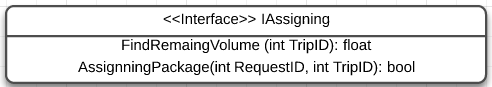 <<Interface>> IAssigning
FindRemaingVolume (int TripID): float
AssignningPackage(int RequestID, int TripID): bool